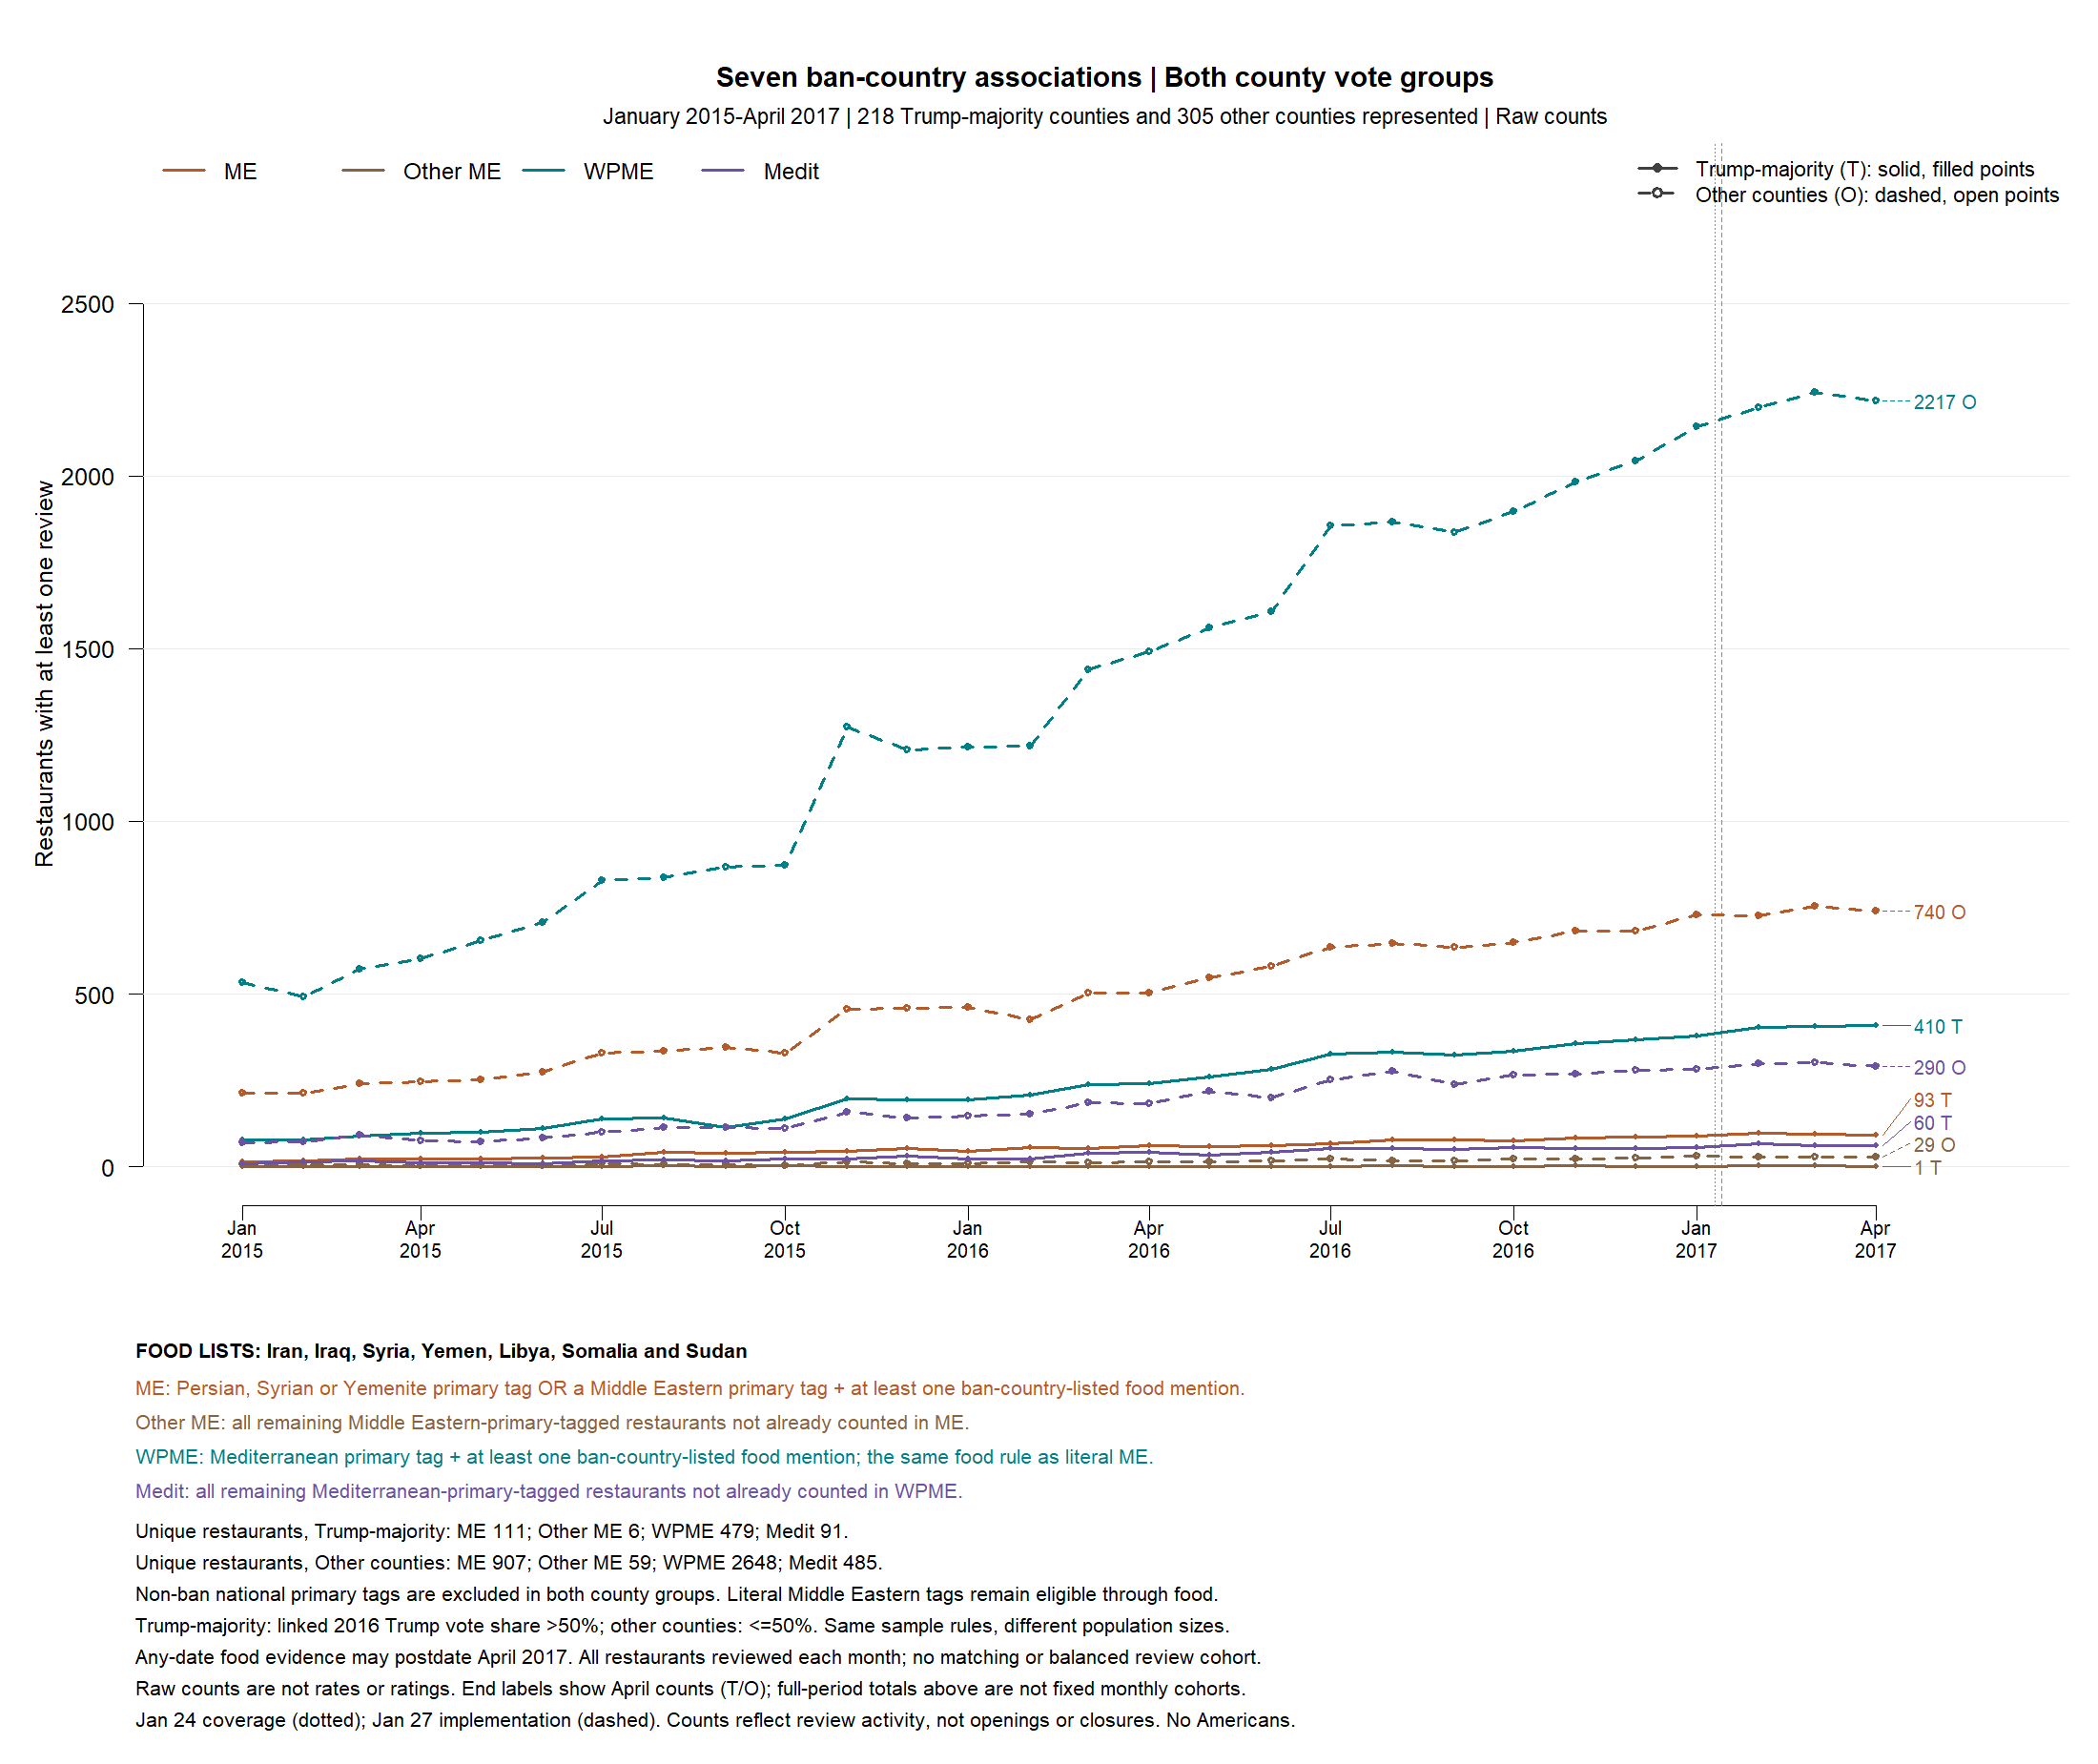 Seven ban-country associations | Both county vote groups
January 2015-April 2017 | 218 Trump-majority counties and 305 other counties represented | Raw counts
ME
Other ME
WPME
Medit
Trump-majority (T): solid, filled points
Other counties (O): dashed, open points
Restaurants with at least one review
2500
2000
1500
1000
500
0
2217 O
740 O
410 T
290 O
93 T
60 T
29 O
1 T
Jan
2015
Apr
2015
Jul
2015
Oct
2015
Jan
2016
Apr
2016
Jul
2016
Oct
2016
Jan
2017
Apr
2017
FOOD LISTS: Iran, Iraq, Syria, Yemen, Libya, Somalia and Sudan
ME: Persian, Syrian or Yemenite primary tag OR a Middle Eastern primary tag + at least one ban-country-listed food mention.
Other ME: all remaining Middle Eastern-primary-tagged restaurants not already counted in ME.
WPME: Mediterranean primary tag + at least one ban-country-listed food mention; the same food rule as literal ME.
Medit: all remaining Mediterranean-primary-tagged restaurants not already counted in WPME.
Unique restaurants, Trump-majority: ME 111; Other ME 6; WPME 479; Medit 91.
Unique restaurants, Other counties: ME 907; Other ME 59; WPME 2648; Medit 485.
Non-ban national primary tags are excluded in both county groups. Literal Middle Eastern tags remain eligible through food.
Trump-majority: linked 2016 Trump vote share >50%; other counties: <=50%. Same sample rules, different population sizes.
Any-date food evidence may postdate April 2017. All restaurants reviewed each month; no matching or balanced review cohort.
Raw counts are not rates or ratings. End labels show April counts (T/O); full-period totals above are not fixed monthly cohorts.
Jan 24 coverage (dotted); Jan 27 implementation (dashed). Counts reflect review activity, not openings or closures. No Americans.